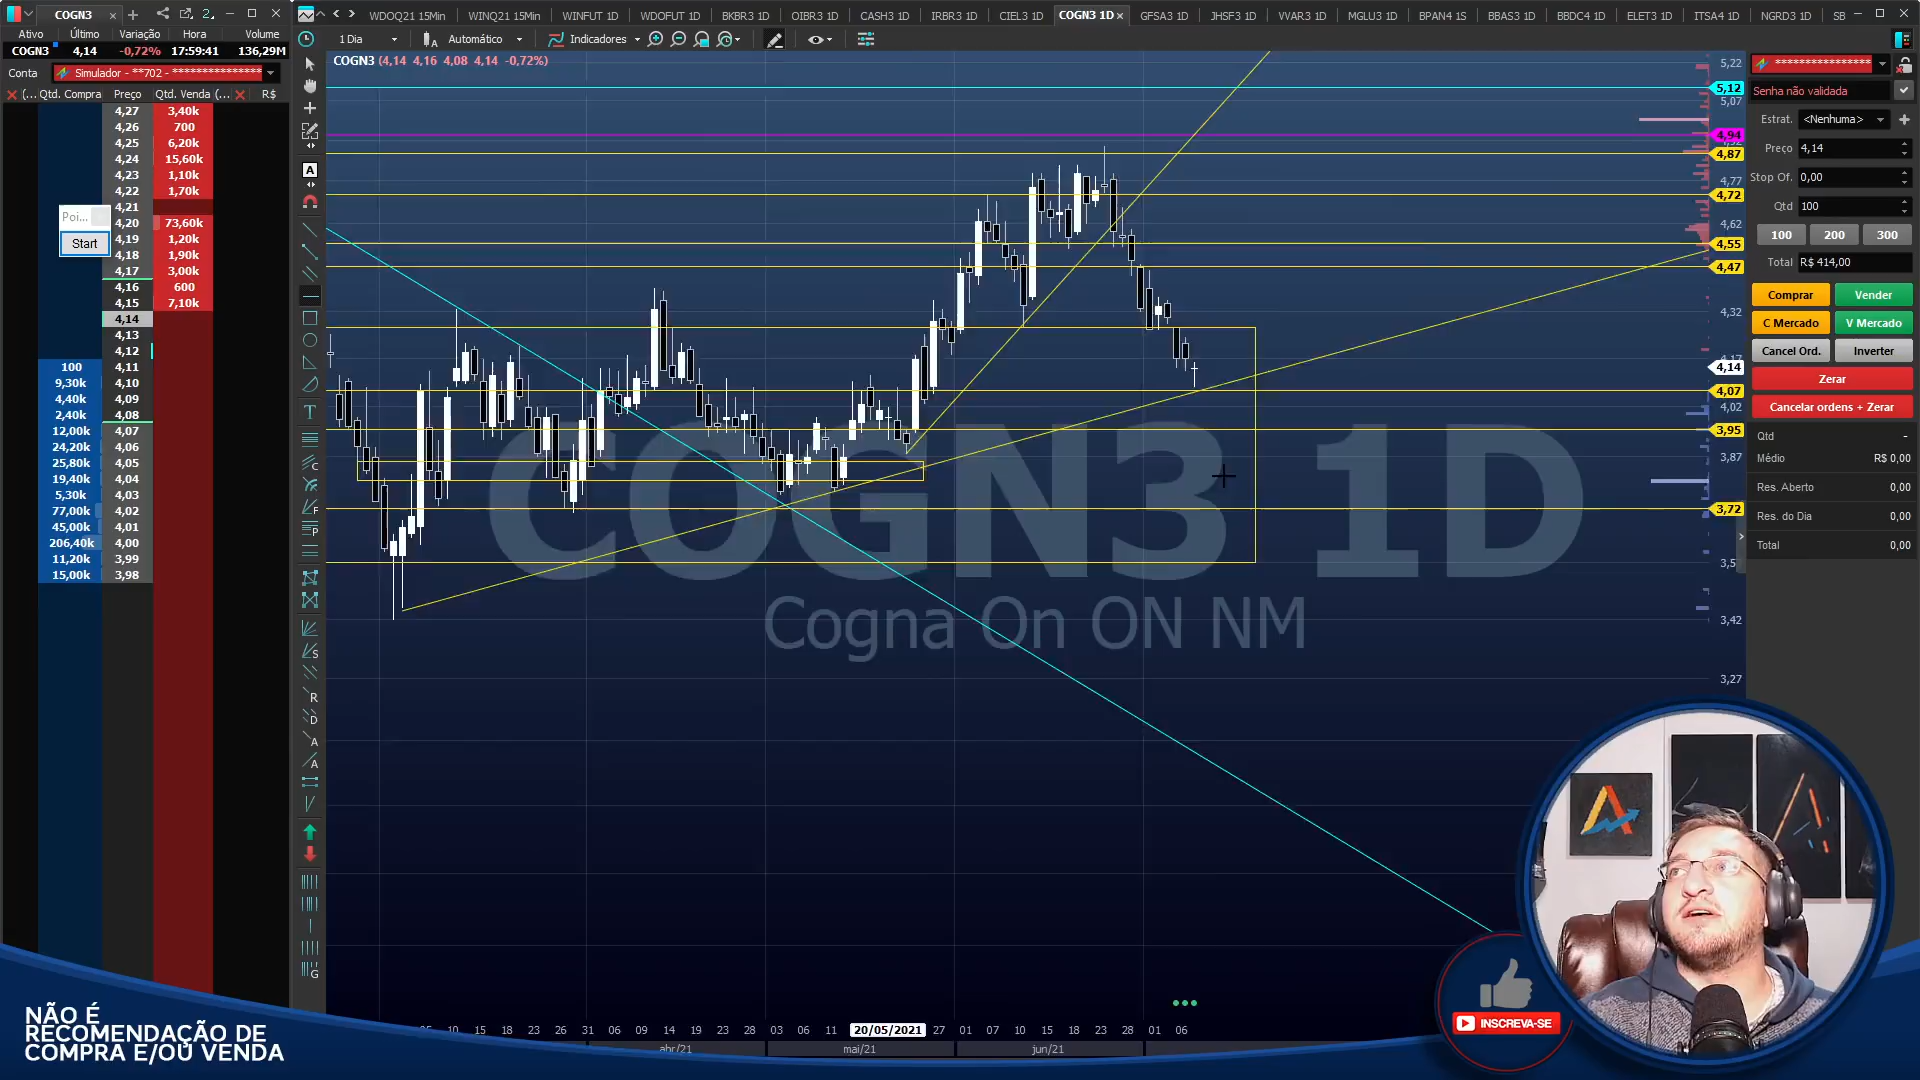 COGN3
Ativo Último Variação Hora Volume
COGN3 4,14 -0,72% 17:59:41 136,29M
Conta Simulador - **702 - ****************
(... Qtd. Compra Preço Qtd. Venda (... R$
4,27 3,40k
4,26 700
4,25 6,20k
4,24 15,60k
4,23 1,10k
4,22 1,70k
4,21
4,20 73,60k
4,19 1,20k
4,18 1,90k
4,17 3,00k
4,16 600
4,15 7,10k
4,14
4,13
4,12
100 4,11
9,30k 4,10
4,40k 4,09
2,40k 4,08
12,00k 4,07
24,20k 4,06
25,80k 4,05
19,40k 4,04
5,30k 4,03
77,00k 4,02
45,00k 4,01
206,40k 4,00
11,20k 3,99
15,00k 3,98
Poi...
Start
WDOQ21 15Min WINQ21 15Min WINFUT 1D WDOFUT 1D BKBR3 1D OIBR3 1D CASH3 1D IRBR3 1D CIEL3 1D COGN3 1D GFSA3 1D JHSF3 1D VVAR3 1D MGLU3 1D BPAN4 1S BBAS3 1D BBDC4 1D ELET3 1D ITSA4 1D NGRD3 1D SB
1 Dia Automático Indicadores
COGN3 (4,14 4,16 4,08 4,14 -0,72%)
5,22
5,12
5,07
4,94
4,92
4,87
4,77
4,72
4,62
4,55
4,47
4,32
4,17
4,14
4,07
4,02
3,95
3,87
3,72
3,5
3,42
3,27
COGN3 1D
Cogna On ON NM
10 15 18 23 26 31 06 09 14 19 22 28 03 06 11 20/05/2021 27 01 07 10 15 18 23 28 01 06
abr/21 mai/21 jun/21
****************
Senha não validada
Estrat. <Nenhuma>
Preço 4,14
Stop Of. 0,00
Qtd 100
100 200 300
Total R$ 414,00
Comprar Vender
C Mercado V Mercado
Cancel Ord. Inverter
Zerar
Cancelar ordens + Zerar
Qtd -
Médio R$ 0,00
Res. Aberto 0,00
Res. do Dia 0,00
Total 0,00
NÃO É
RECOMENDAÇÃO DE
COMPRA E/OU VENDA
INSCREVA-SE